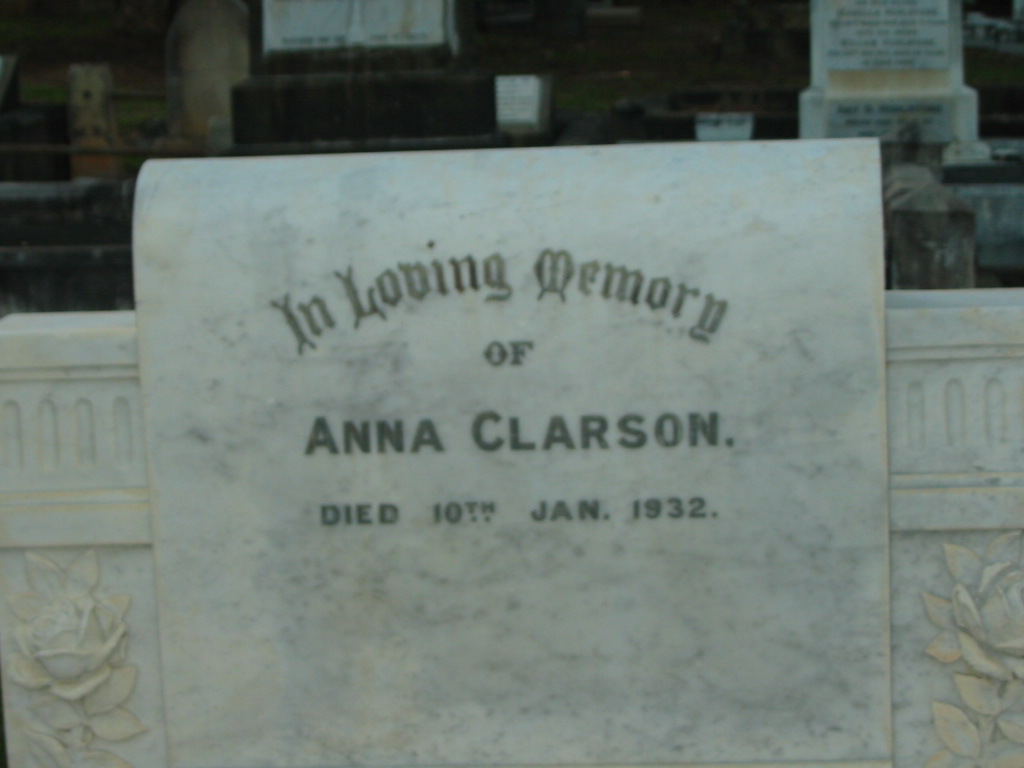 In Loving Memory
OF
ANNA CLARSON.
DIED 10TH JAN. 1932.